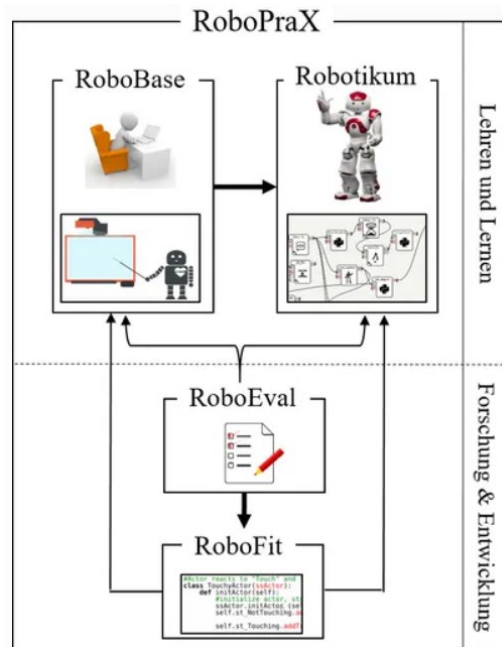 RoboPraX
RoboBase
Robotikum
Lehren und Lernen
RoboEval
Forschung & Entwicklung
RoboFit
#Actor reacts to "Touch" and
class TouchyActor(ssActor):
def initActor(self):
#initialize actor, st
ssActor.initActor (se
self.st_NotTouching.a
self.st_Touching.addT